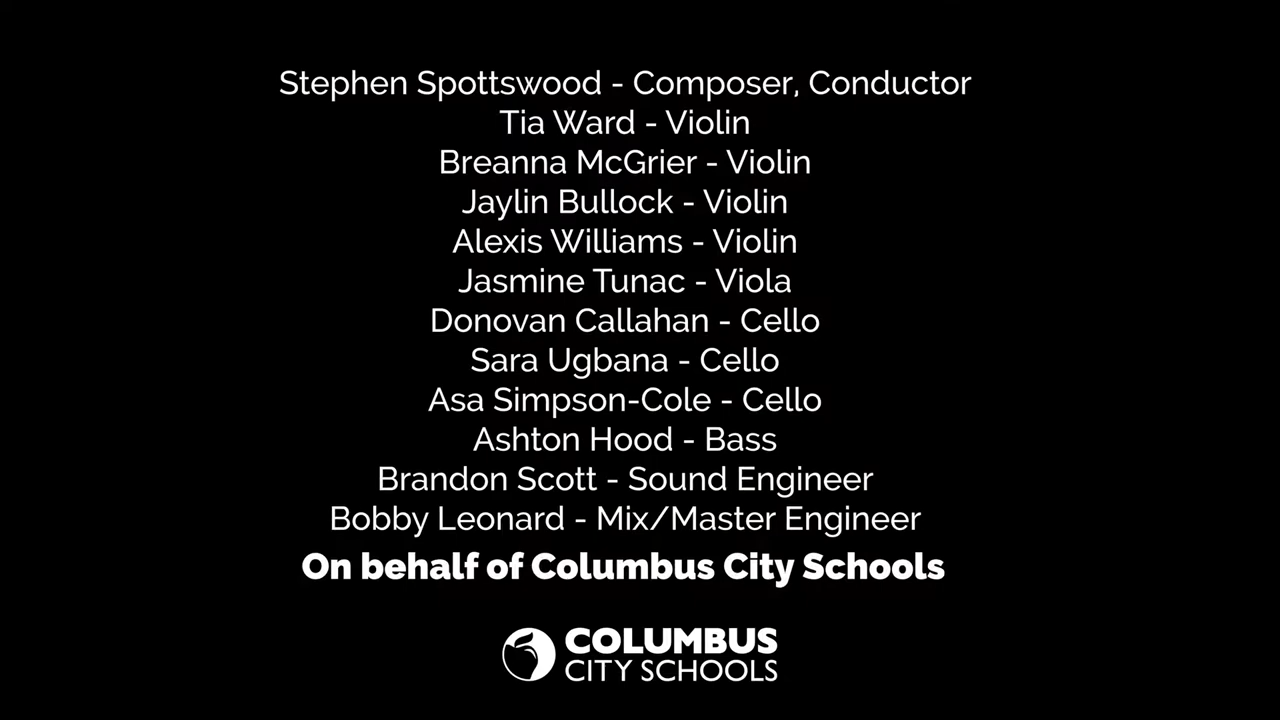 Stephen Spottswood - Composer, Conductor
Tia Ward - Violin
Breanna McGrier - Violin
Jaylin Bullock - Violin
Alexis Williams - Violin
Jasmine Tunac - Viola
Donovan Callahan - Cello
Sara Ugbana - Cello
Asa Simpson-Cole - Cello
Ashton Hood - Bass
Brandon Scott - Sound Engineer
Bobby Leonard - Mix/Master Engineer
On behalf of Columbus City Schools
COLUMBUS
CITY SCHOOLS